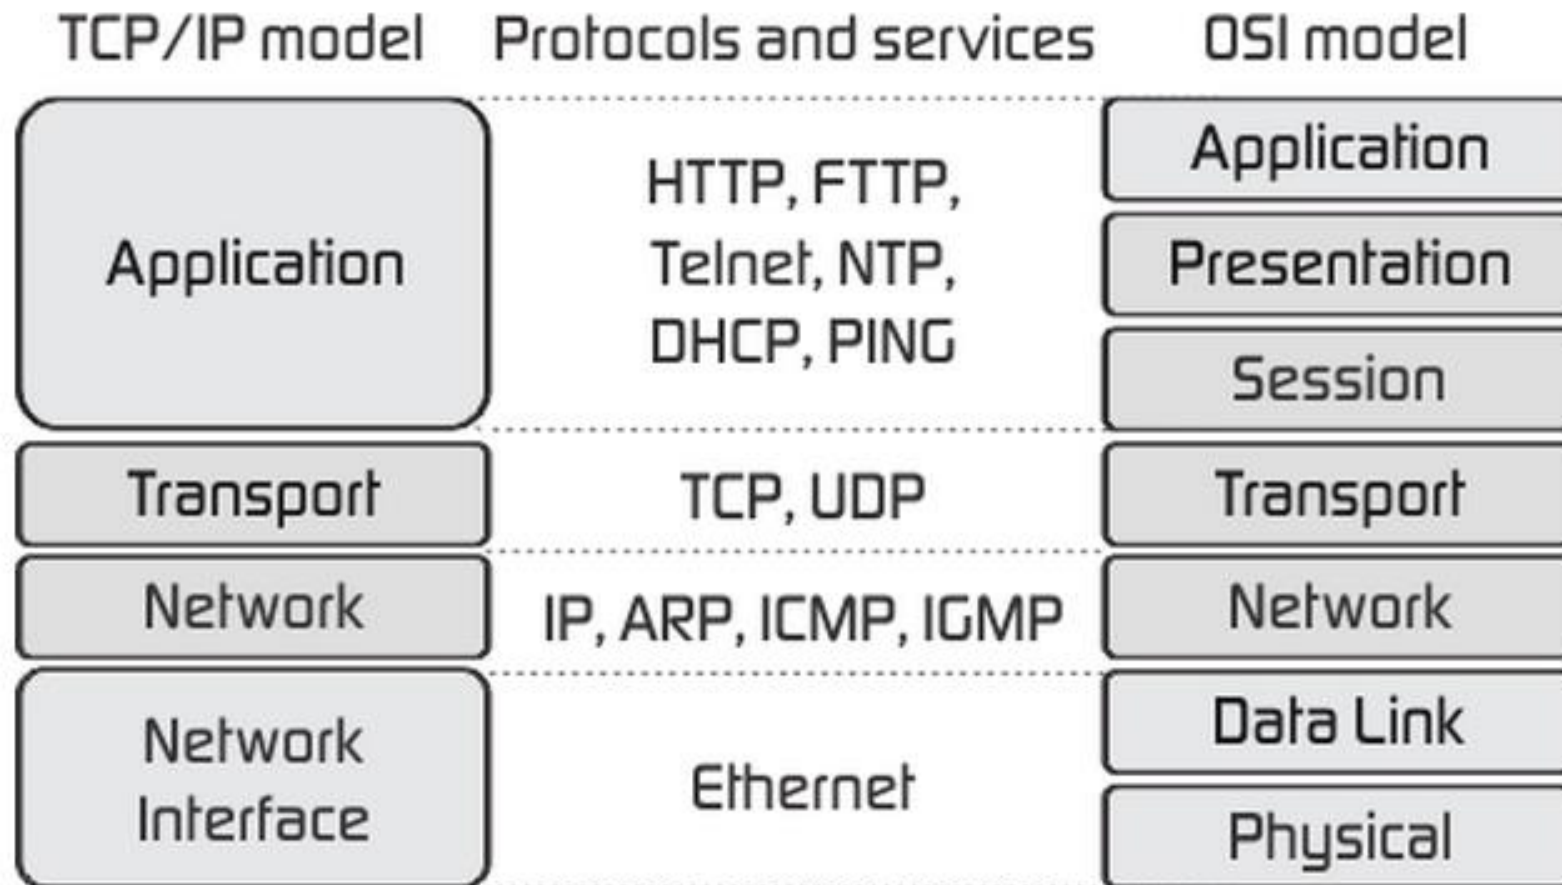 TCP/IP model Protocols and services OSI model
Application
HTTP, FTTP,
Telnet, NTP,
DHCP, PING
Application
Presentation
Session
Transport
TCP, UDP
Transport
Network
IP, ARP, ICMP, IGMP
Network
Network
Interface
Ethernet
Data Link
Physical